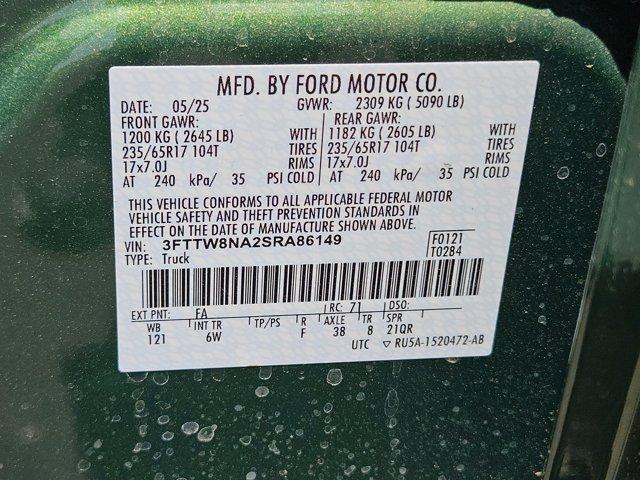 MFD. BY FORD MOTOR CO.
DATE: 05/25 GVWR: 2309 KG ( 5090 LB)
FRONT GAWR: REAR GAWR:
1200 KG ( 2645 LB) WITH 1182 KG ( 2605 LB) WITH
235/65R17 104T TIRES 235/65R17 104T TIRES
17x7.0J RIMS 17x7.0J RIMS
AT 240 kPa/ 35 PSI COLD AT 240 kPa/ 35 PSI COLD
THIS VEHICLE CONFORMS TO ALL APPLICABLE FEDERAL MOTOR
VEHICLE SAFETY AND THEFT PREVENTION STANDARDS IN
EFFECT ON THE DATE OF MANUFACTURE SHOWN ABOVE.
VIN: 3FTTW8NA2SRA86149 F0121
TYPE: Truck T0284
EXT PNT: FA RC: 71 DSO:
WB INT TR TP/PS R AXLE TR SPR
121 6W F 38 8 21QR
UTC ▽ RU5A-1520472-AB